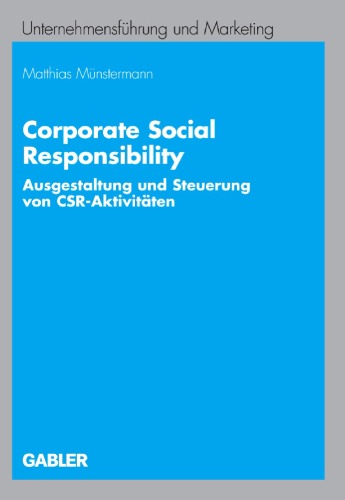 Unternehmensführung und Marketing
Matthias Münstermann
Corporate Social
Responsibility
Ausgestaltung und Steuerung
von CSR-Aktivitäten
GABLER